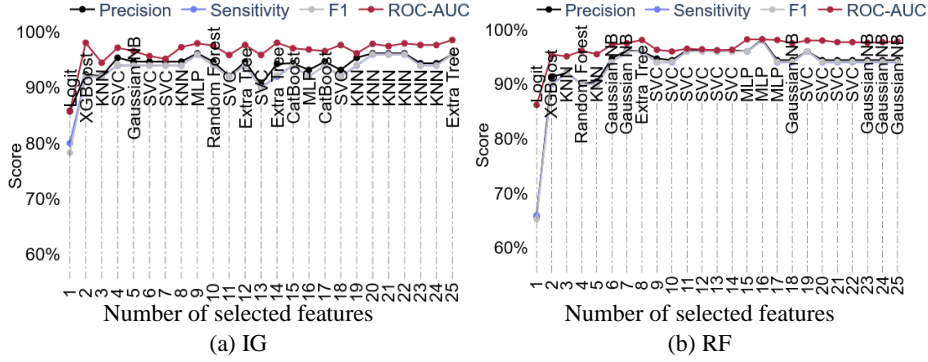 Precision Sensitivity F1 ROC-AUC
100%
90%
80%
70%
60%
Score
Logit
XGBoost
KNN
SVC
Gaussian NB
SVC
SVC
KNN
MLP
Random Forest
SVC
Extra Tree
SVC
Extra Tree
CatBoost
MLP
CatBoost
SVC
KNN
KNN
KNN
KNN
KNN
KNN
Extra Tree
1 2 3 4 5 6 7 8 9 10 11 12 13 14 15 16 17 18 19 20 21 22 23 24 25
Number of selected features
(a) IG
Precision Sensitivity F1 ROC-AUC
100%
90%
80%
70%
60%
Score
Logit
XGBoost
KNN
Random Forest
KNN
Gaussian NB
Gaussian NB
Extra Tree
SVC
SVC
SVC
SVC
SVC
SVC
MLP
MLP
MLP
Gaussian NB
SVC
SVC
SVC
SVC
Gaussian NB
Gaussian NB
Gaussian NB
1 2 3 4 5 6 7 8 9 10 11 12 13 14 15 16 17 18 19 20 21 22 23 24 25
Number of selected features
(b) RF